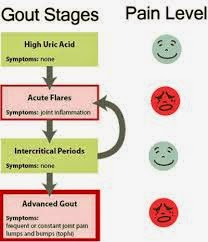 Gout Stages
Pain Level
High Uric Acid
Symptoms: none
Acute Flares
Symptoms: joint inflammation
Intercritical Periods
Symptoms: none
Advanced Gout
Symptoms:
frequent or constant joint pain
lumps and bumps (tophi)